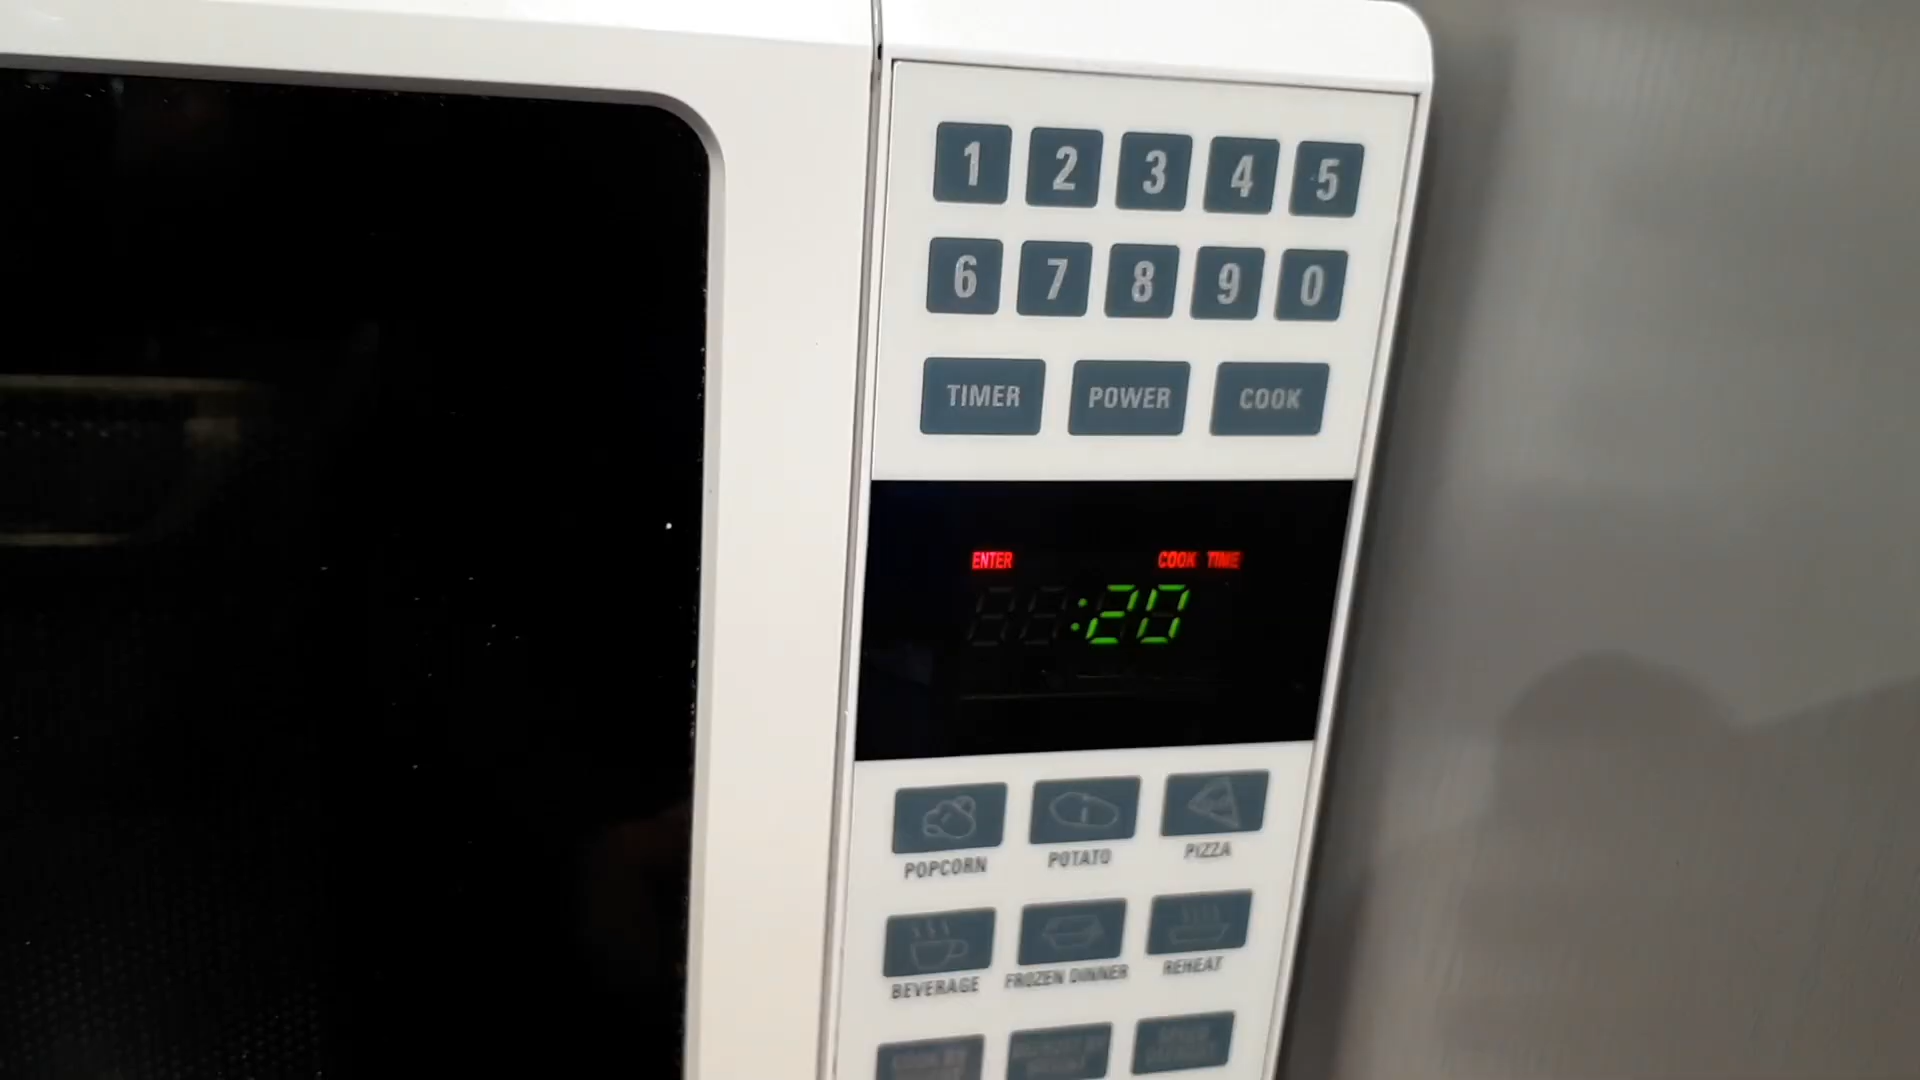 1 2 3 4 5
6 7 8 9 0
TIMER POWER COOK
ENTER COOK TIME
:20
POPCORN POTATO PIZZA
BEVERAGE FROZEN DINNER REHEAT